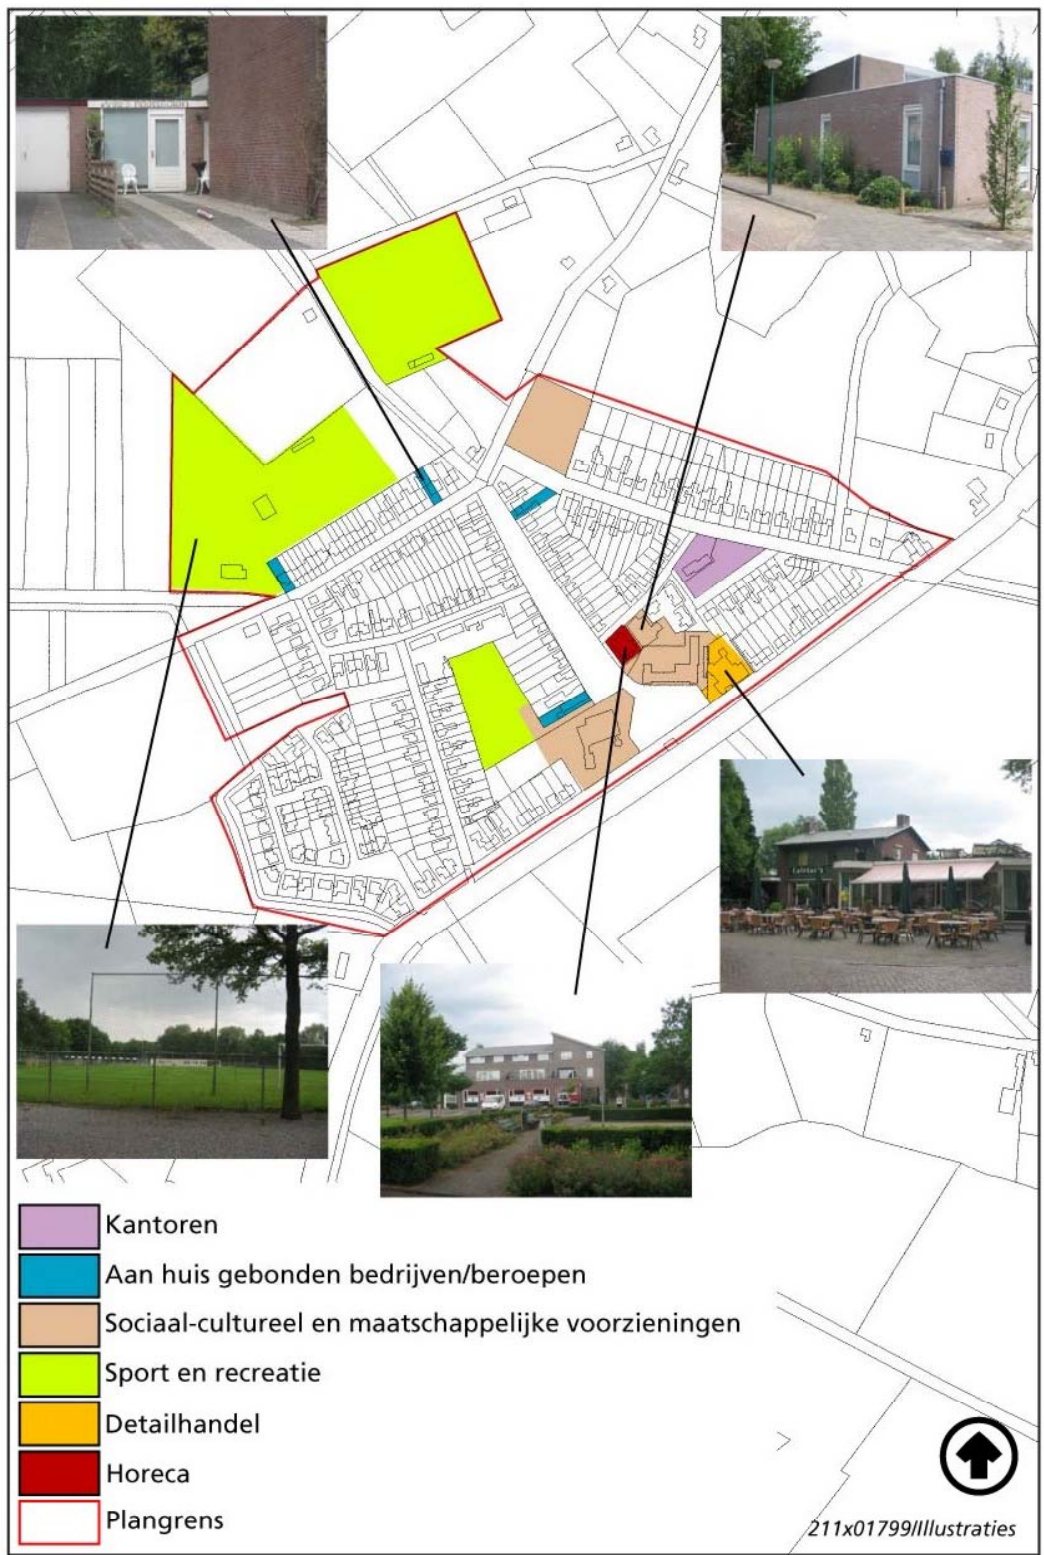 Kantoren
Aan huis gebonden bedrijven/beroepen
Sociaal-cultureel en maatschappelijke voorzieningen
Sport en recreatie
Detailhandel
Horeca
Plangrens
211x01799/Illustraties